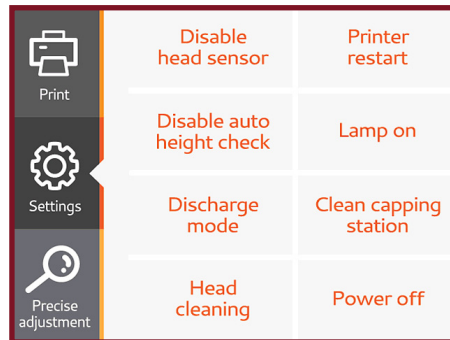 Print
Settings
Precise
adjustment
Disable
head sensor
Printer
restart
Disable auto
height check
Lamp on
Discharge
mode
Clean capping
station
Head
cleaning
Power off